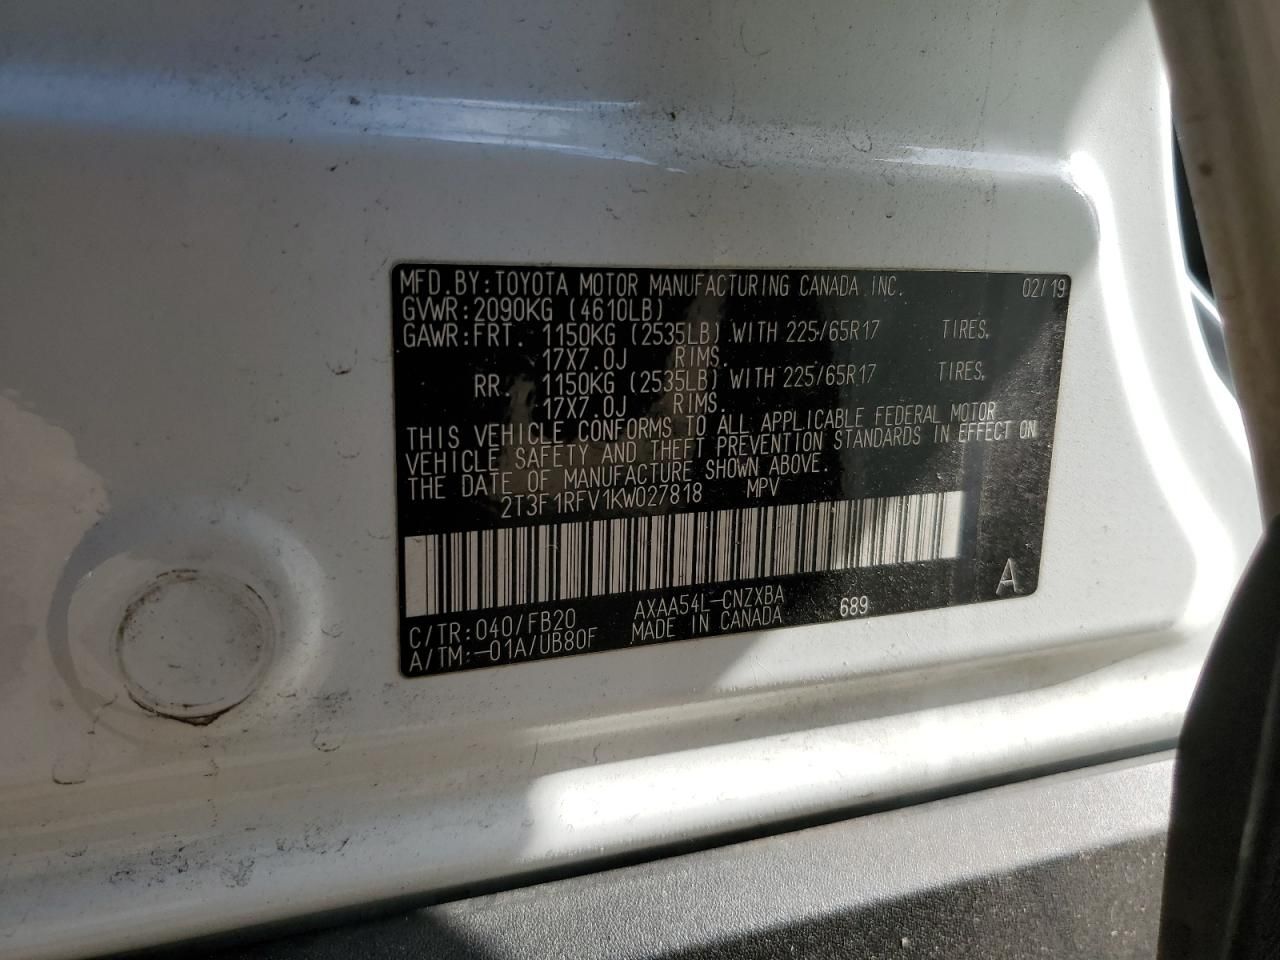 MFD.BY:TOYOTA MOTOR MANUFACTURING CANADA INC. 02/19
GVWR:2090KG (4610LB)
GAWR:FRT. 1150KG (2535LB) WITH 225/65R17 TIRES,
17X7.0J RIMS.
RR. 1150KG (2535LB) WITH 225/65R17 TIRES,
17X7.0J RIMS.
THIS VEHICLE CONFORMS TO ALL APPLICABLE FEDERAL MOTOR
VEHICLE SAFETY AND THEFT PREVENTION STANDARDS IN EFFECT ON
THE DATE OF MANUFACTURE SHOWN ABOVE.
2T3F1RFV1KW027818 MPV
C/TR:040/FB20 AXAA54L-CNZXBA 689 A
A/TM:-01A/UB80F MADE IN CANADA